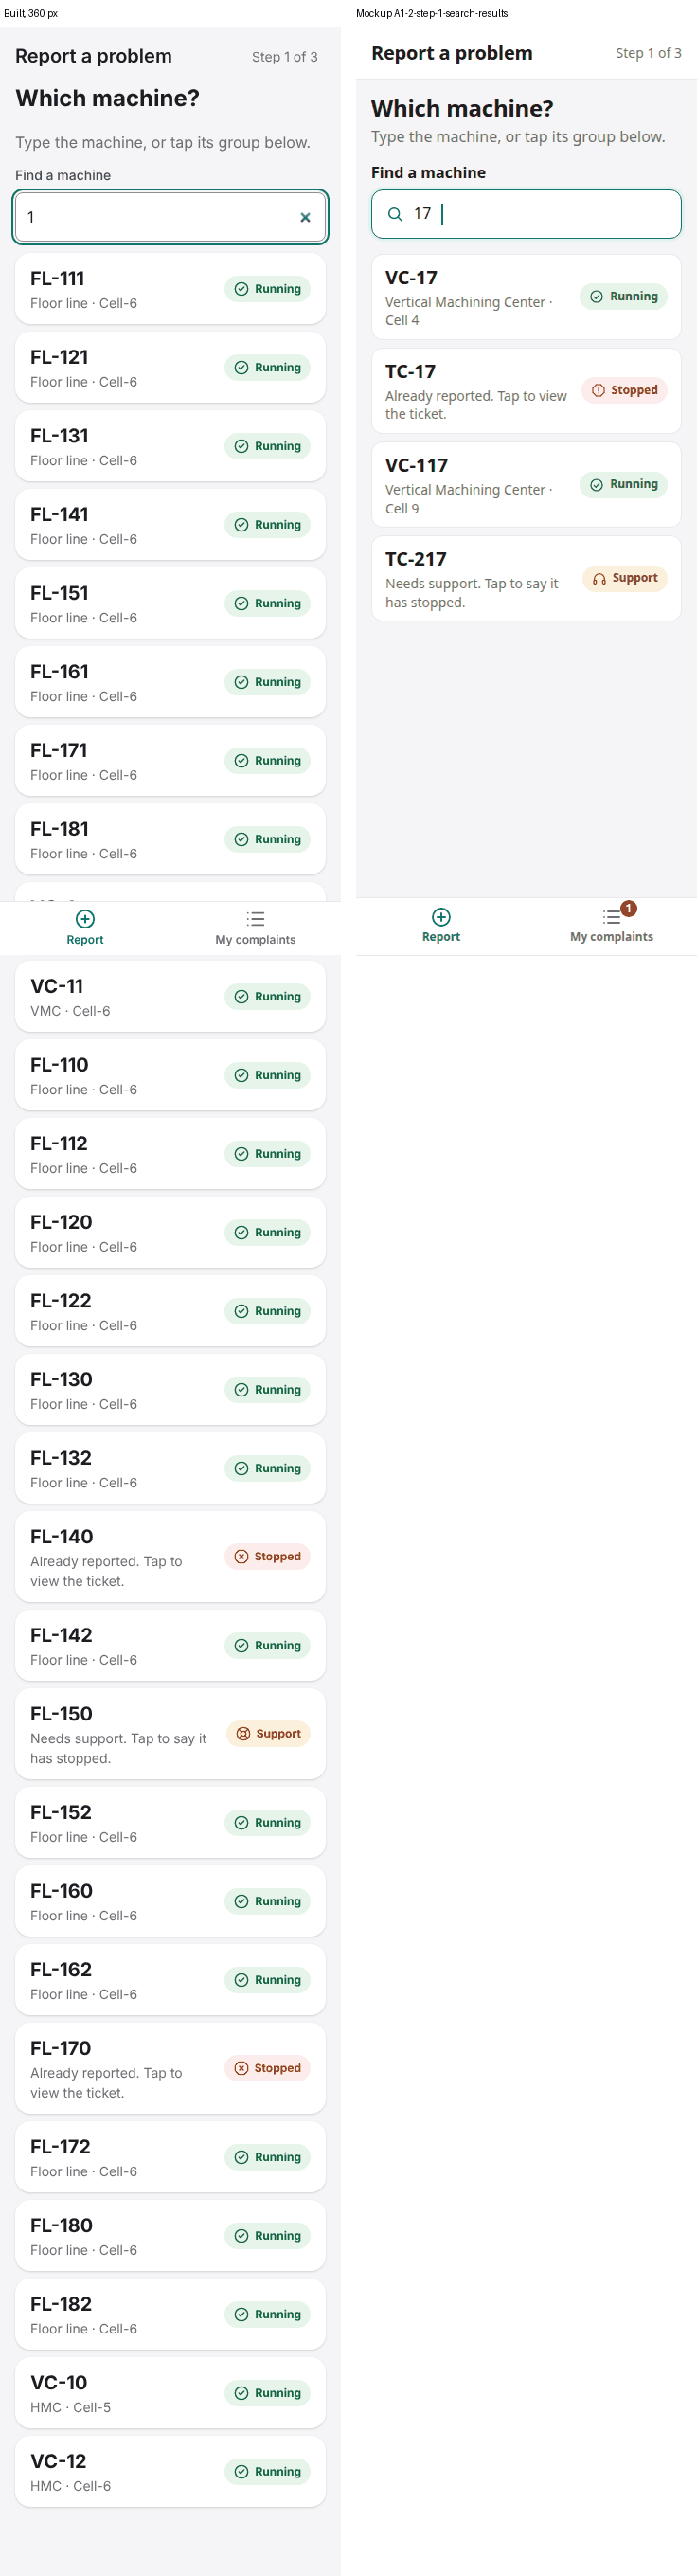 Built, 360 px
Report a problem
Step 1 of 3
Which machine?
Type the machine, or tap its group below.
Find a machine
1
FL-111
Floor line · Cell-6
Running
FL-121
Floor line · Cell-6
Running
FL-131
Floor line · Cell-6
Running
FL-141
Floor line · Cell-6
Running
FL-151
Floor line · Cell-6
Running
FL-161
Floor line · Cell-6
Running
FL-171
Floor line · Cell-6
Running
FL-181
Floor line · Cell-6
Running
Report
My complaints
VC-11
VMC · Cell-6
Running
FL-110
Floor line · Cell-6
Running
FL-112
Floor line · Cell-6
Running
FL-120
Floor line · Cell-6
Running
FL-122
Floor line · Cell-6
Running
FL-130
Floor line · Cell-6
Running
FL-132
Floor line · Cell-6
Running
FL-140
Already reported. Tap to
view the ticket.
Stopped
FL-142
Floor line · Cell-6
Running
FL-150
Needs support. Tap to say it
has stopped.
Support
FL-152
Floor line · Cell-6
Running
FL-160
Floor line · Cell-6
Running
FL-162
Floor line · Cell-6
Running
FL-170
Already reported. Tap to
view the ticket.
Stopped
FL-172
Floor line · Cell-6
Running
FL-180
Floor line · Cell-6
Running
FL-182
Floor line · Cell-6
Running
VC-10
HMC · Cell-5
Running
VC-12
HMC · Cell-6
Running
Mockup A1-2-step-1-search-results
Report a problem
Step 1 of 3
Which machine?
Type the machine, or tap its group below.
Find a machine
17
VC-17
Vertical Machining Center ·
Cell 4
Running
TC-17
Already reported. Tap to view
the ticket.
Stopped
VC-117
Vertical Machining Center ·
Cell 9
Running
TC-217
Needs support. Tap to say it
has stopped.
Support
Report
1
My complaints